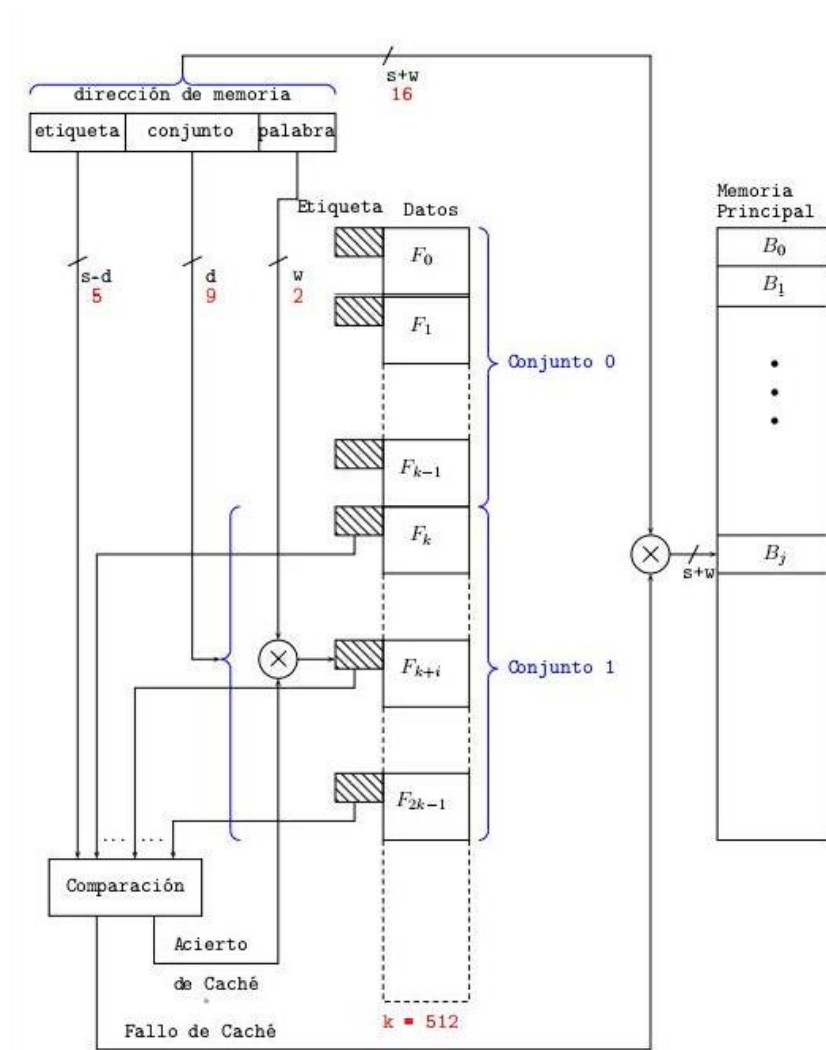 s+w
16
dirección de memoria
etiqueta conjunto palabra
s-d
5
d
9
w
2
Etiqueta Datos
Memoria
Principal
F0
F1
Conjunto 0
Fk−1
Fk
Fk+i
Conjunto 1
F2k−1
B0
B1
Bj
s+w
... ...
Comparación
Acierto
de Caché
Fallo de Caché
k = 512